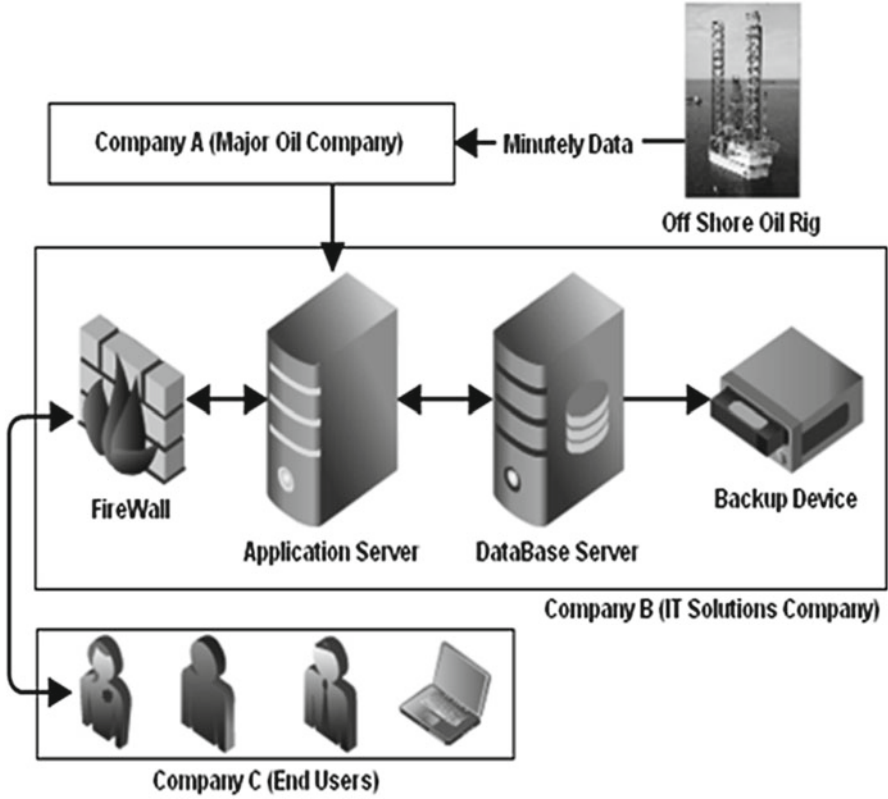 Company A (Major Oil Company)
Minutely Data
Off Shore Oil Rig
FireWall
Application Server
DataBase Server
Backup Device
Company B (IT Solutions Company)
Company C (End Users)